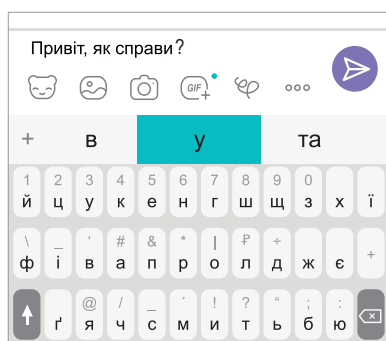 Привіт, як справи?
GIF
+ в у та
1 2 3 4 5 6 7 8 9 0
й ц у к е н г ш щ з х ї
\ _ ‘ # & * | ₽ ÷ +
ф і в а п р о л д ж є
@ / _ ´ ! ? “ ; :
ґ я ч с м и т ь б ю